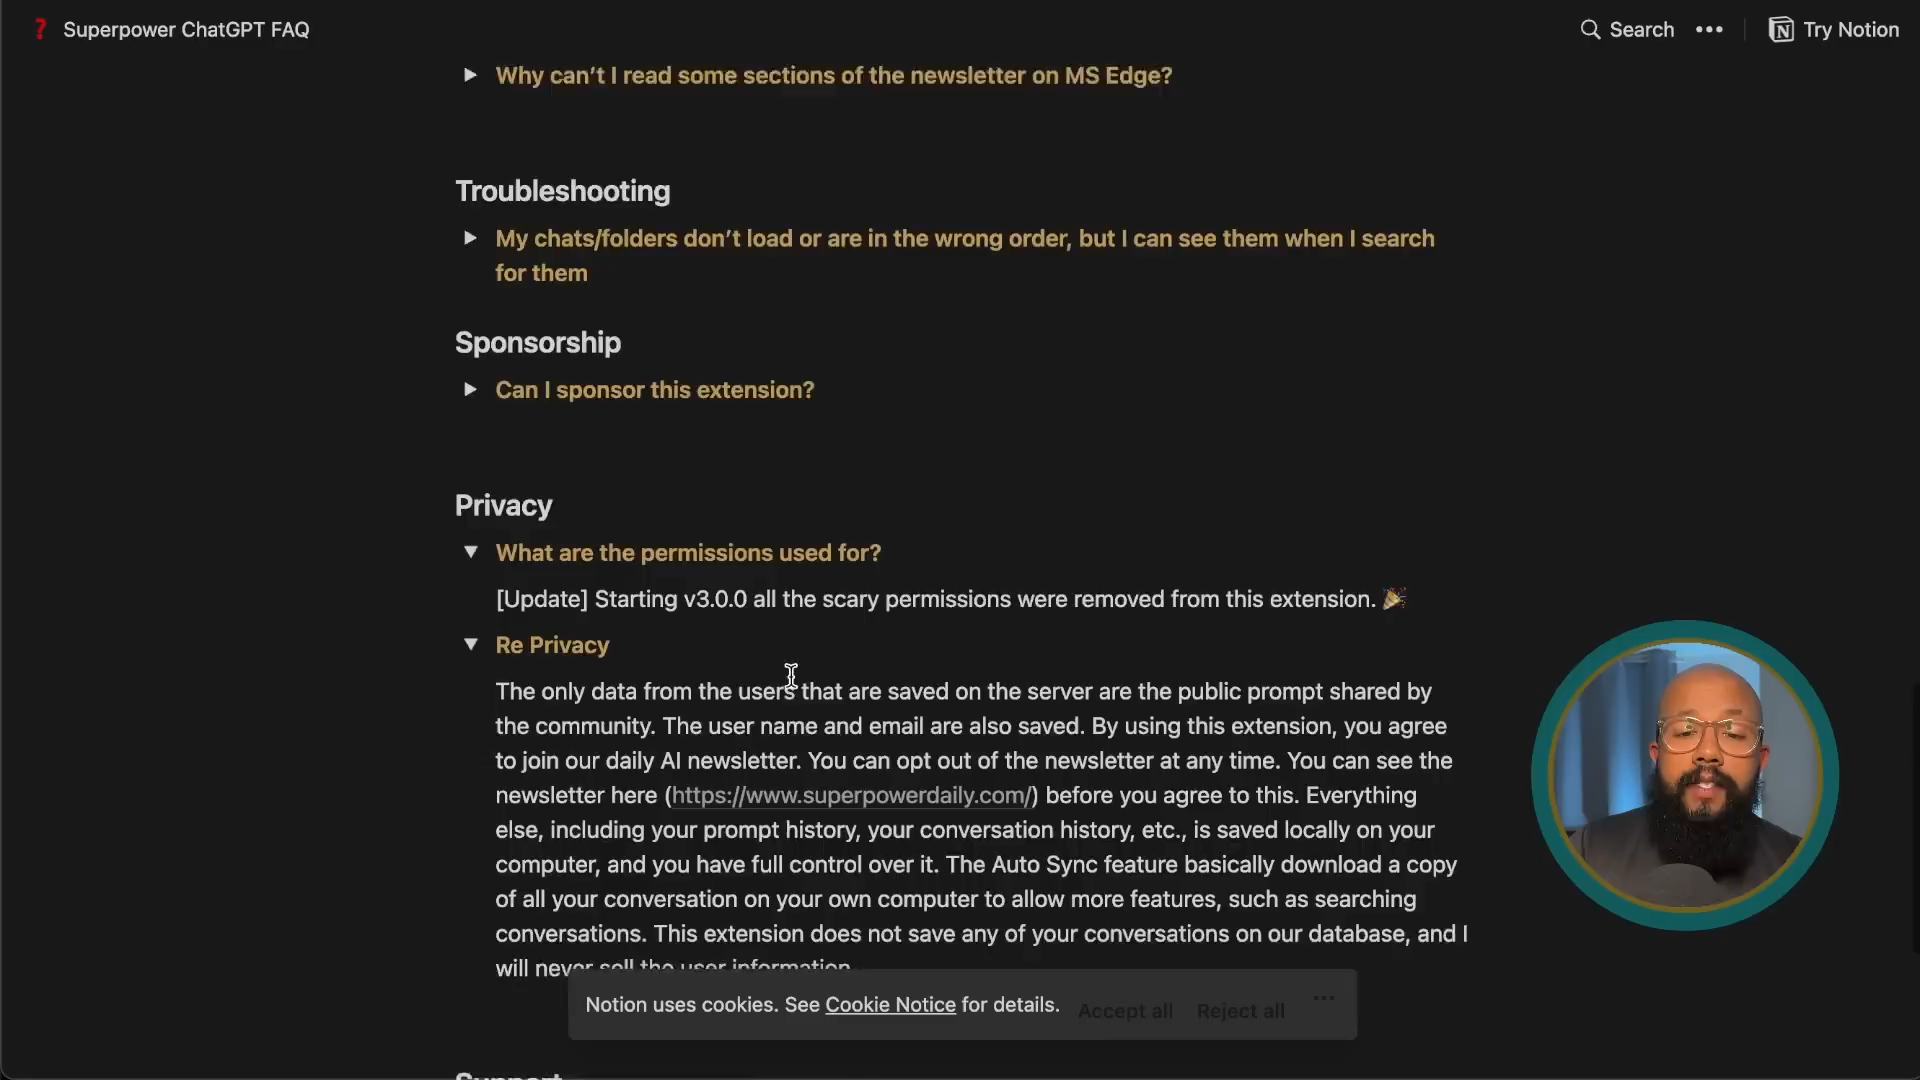 Superpower ChatGPT FAQ
Search
Try Notion
Why can’t I read some sections of the newsletter on MS Edge?
Troubleshooting
My chats/folders don’t load or are in the wrong order, but I can see them when I search
for them
Sponsorship
Can I sponsor this extension?
Privacy
What are the permissions used for?
[Update] Starting v3.0.0 all the scary permissions were removed from this extension. 🎉
Re Privacy
The only data from the users that are saved on the server are the public prompt shared by
the community. The user name and email are also saved. By using this extension, you agree
to join our daily AI newsletter. You can opt out of the newsletter at any time. You can see the
newsletter here (https://www.superpowerdaily.com/) before you agree to this. Everything
else, including your prompt history, your conversation history, etc., is saved locally on your
computer, and you have full control over it. The Auto Sync feature basically download a copy
of all your conversation on your own computer to allow more features, such as searching
conversations. This extension does not save any of your conversations on our database, and I
will never sell the user information.
Notion uses cookies. See Cookie Notice for details.
Accept all
Reject all
Support